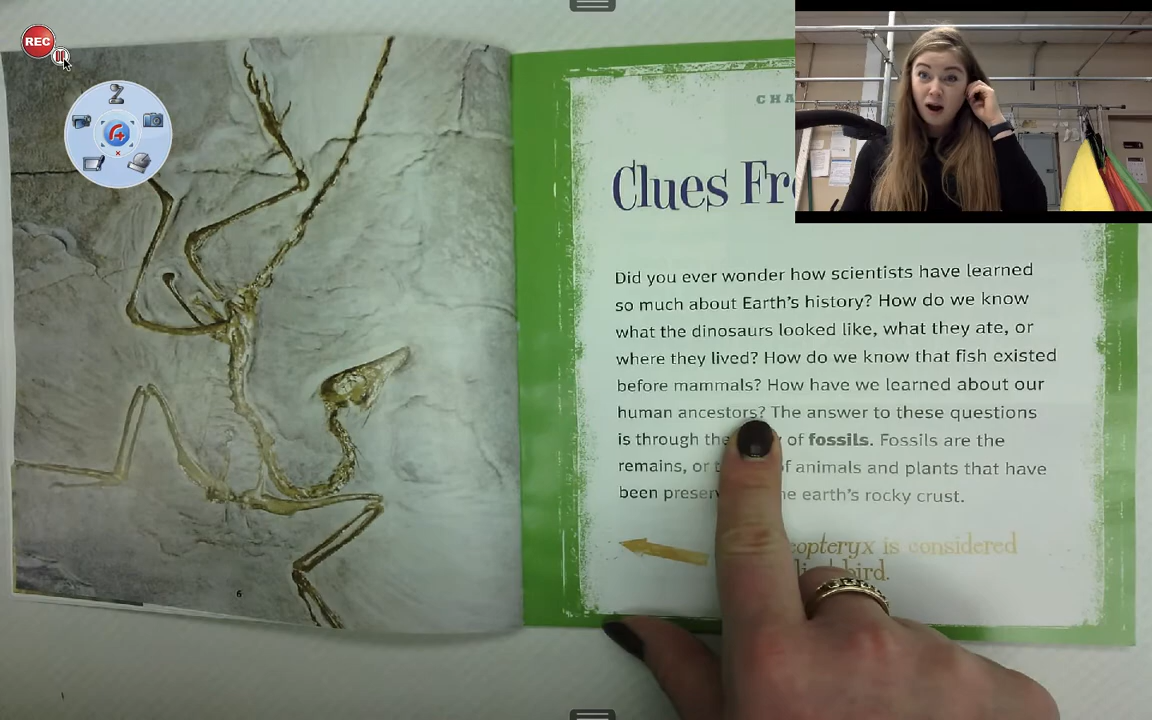 REC
CHA
Clues Fr
Did you ever wonder how scientists have learned
so much about Earth's history? How do we know
what the dinosaurs looked like, what they ate, or
where they lived? How do we know that fish existed
before mammals? How have we learned about our
human ancestors? The answer to these questions
is through the of fossils. Fossils are the
remains, or of animals and plants that have
been preser the earth's rocky crust.
eopteryx is considered
bird.
6